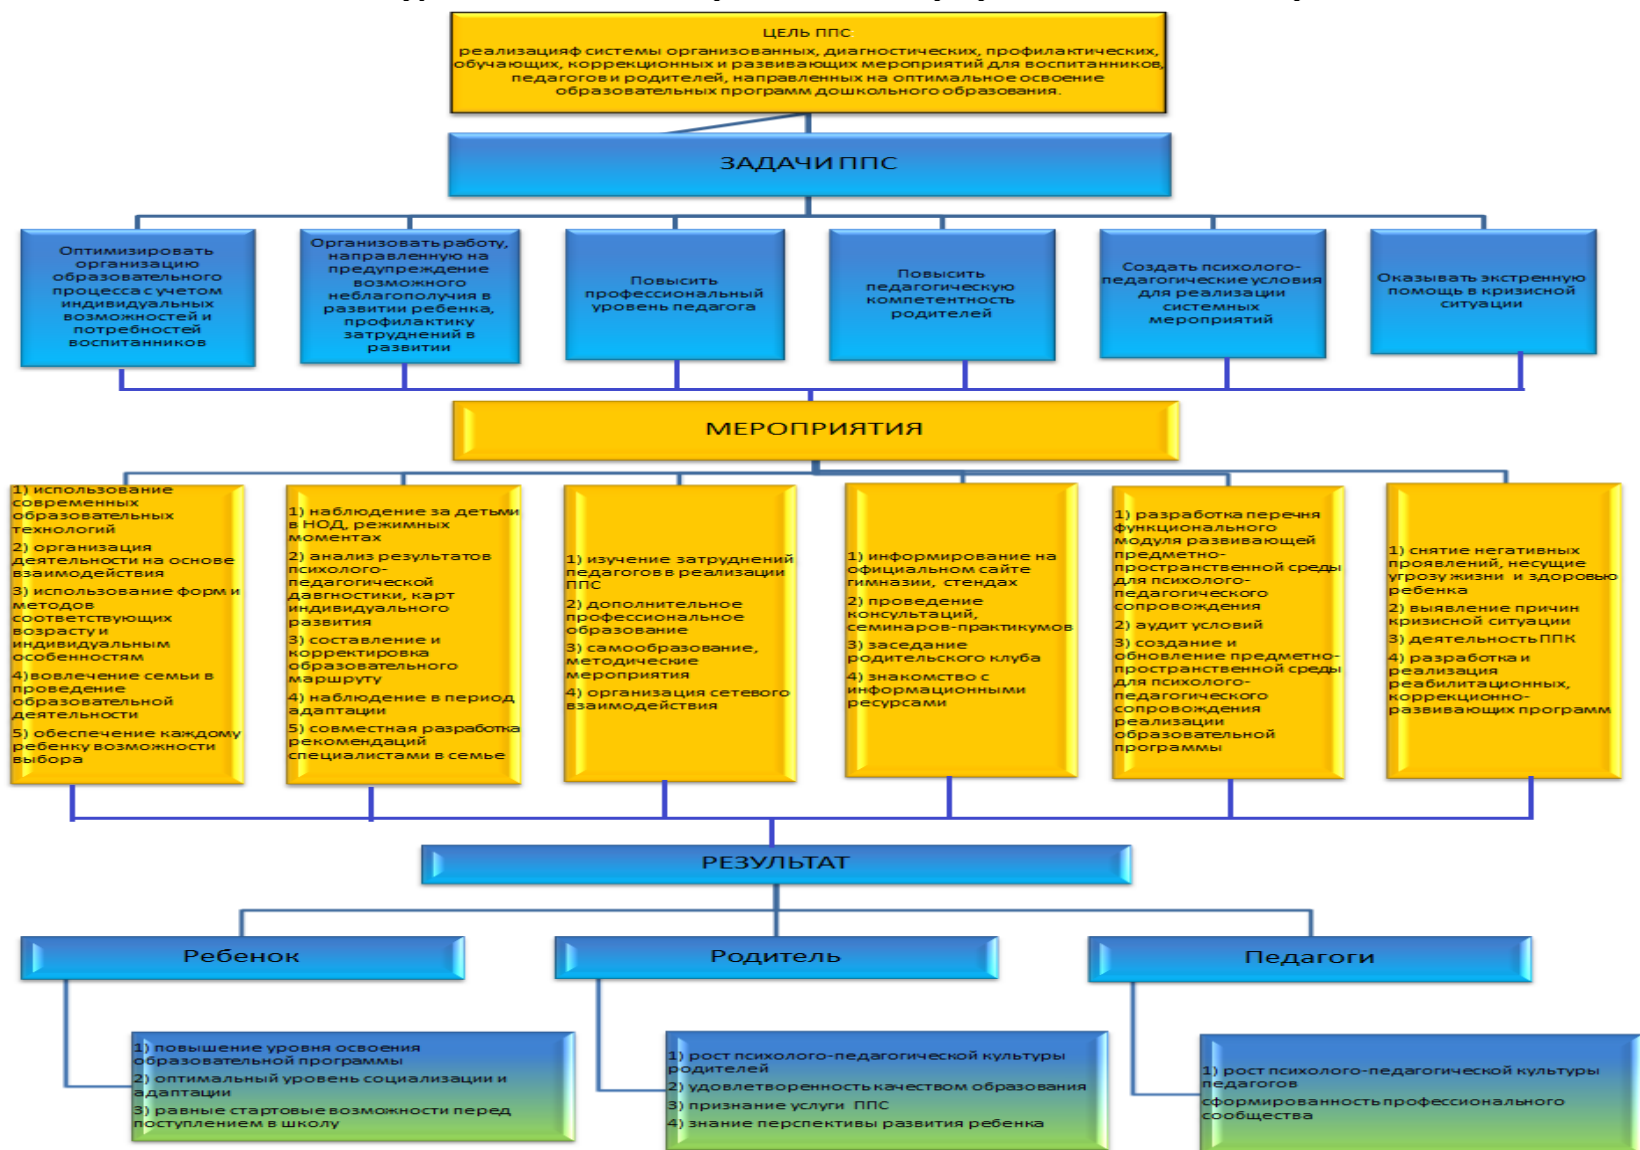 ЦЕЛЬ ППС
реализацияф системы организованных, диагностических, профилактических,
обучающих, коррекционных и развивающих мероприятий для воспитанников,
педагогов и родителей, направленных на оптимальное освоение
образовательных программ дошкольного образования.
ЗАДАЧИ ППС
Оптимизировать
организацию
образовательного
процесса с учетом
индивидуальных
возможностей и
потребностей
воспитанников
Организовать работу,
направленную на
предупреждение
возможного
неблагополучия в
развитии ребенка,
профилактику
затруднений в
развитии
Повысить
профессиональный
уровень педагога
Повысить
педагогическую
компетентность
родителей
Создать психолого-
педагогические условия
для реализации
системных
мероприятий
Оказывать экстренную
помощь в кризисной
ситуации
МЕРОПРИЯТИЯ
1) использование
современных
образовательных
технологий
2) организация
деятельности на основе
взаимодействия
3) использование форм и
методов
соответствующих
возрасту и
индивидуальным
особенностям
4)вовлечение семьи в
проведение
образовательной
деятельности
5) обеспечение каждому
ребенку возможности
выбора
1) наблюдение за детьми
в НОД, режимных
моментах
2) анализ результатов
психолого-
педагогической
давгностики, карт
индивидуального
развития
3) составление и
корректировка
образовательного
маршруту
4) наблюдение в период
адаптации
5) совместная разработка
рекомендаций
специалистами в семье
1) изучение затруднений
педагогов в реализации
ППС
2) дополнительное
профессиональное
образование
3) самообразование,
методические
мероприятия
4) организация сетевого
взаимодействия
1) информирование на
официальном сайте
гимназии, стендах
2) проведение
консультаций,
семинаров-практикумов
3) заседание
родительского клуба
4) знакомство с
информационными
ресурсами
1) разработка перечня
функционального
модуля развивающей
предметно-
пространственной среды
для психолого-
педагогического
сопровождения
2) аудит условий
3) создание и
обновление предметно-
пространственной среды
для психолого-
педагогического
сопровождения
реализации
образовательной
программы
1) снятие негативных
проявлений, несущие
угрозу жизни и здоровью
ребенка
2) выявление причин
кризисной ситуации
3) деятельность ППК
4) разработка и
реализация
реабилитационных,
коррекционно-
развивающих программ
РЕЗУЛЬТАТ
Ребенок
Родитель
Педагоги
1) повышение уровня освоения
образовательной программы
2) оптимальный уровень социализации и
адаптации
3) равные стартовые возможности перед
поступлением в школу
1) рост психолого-педагогической культуры
родителей
2) удовлетворенность качеством образования
3) признание услуги ППС
4) знание перспективы развития ребенка
1) рост психолого-педагогической культуры
педагогов
сформированность профессионального
сообщества